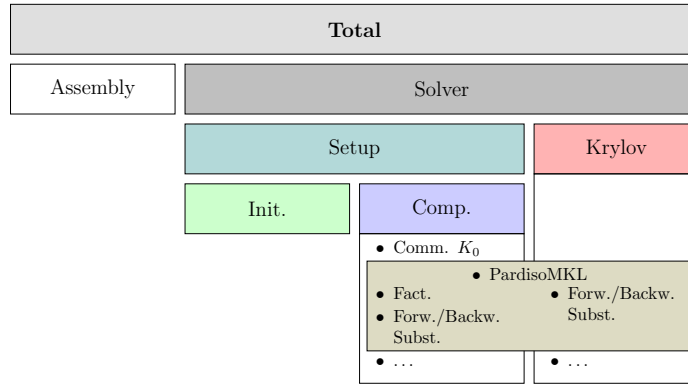 Total
Assembly Solver
Setup Krylov
Init. Comp.
• Comm. K₀
• PardisoMKL
• Fact. • Forw./Backw. Subst.
• Forw./Backw. Subst.
• ... • ...